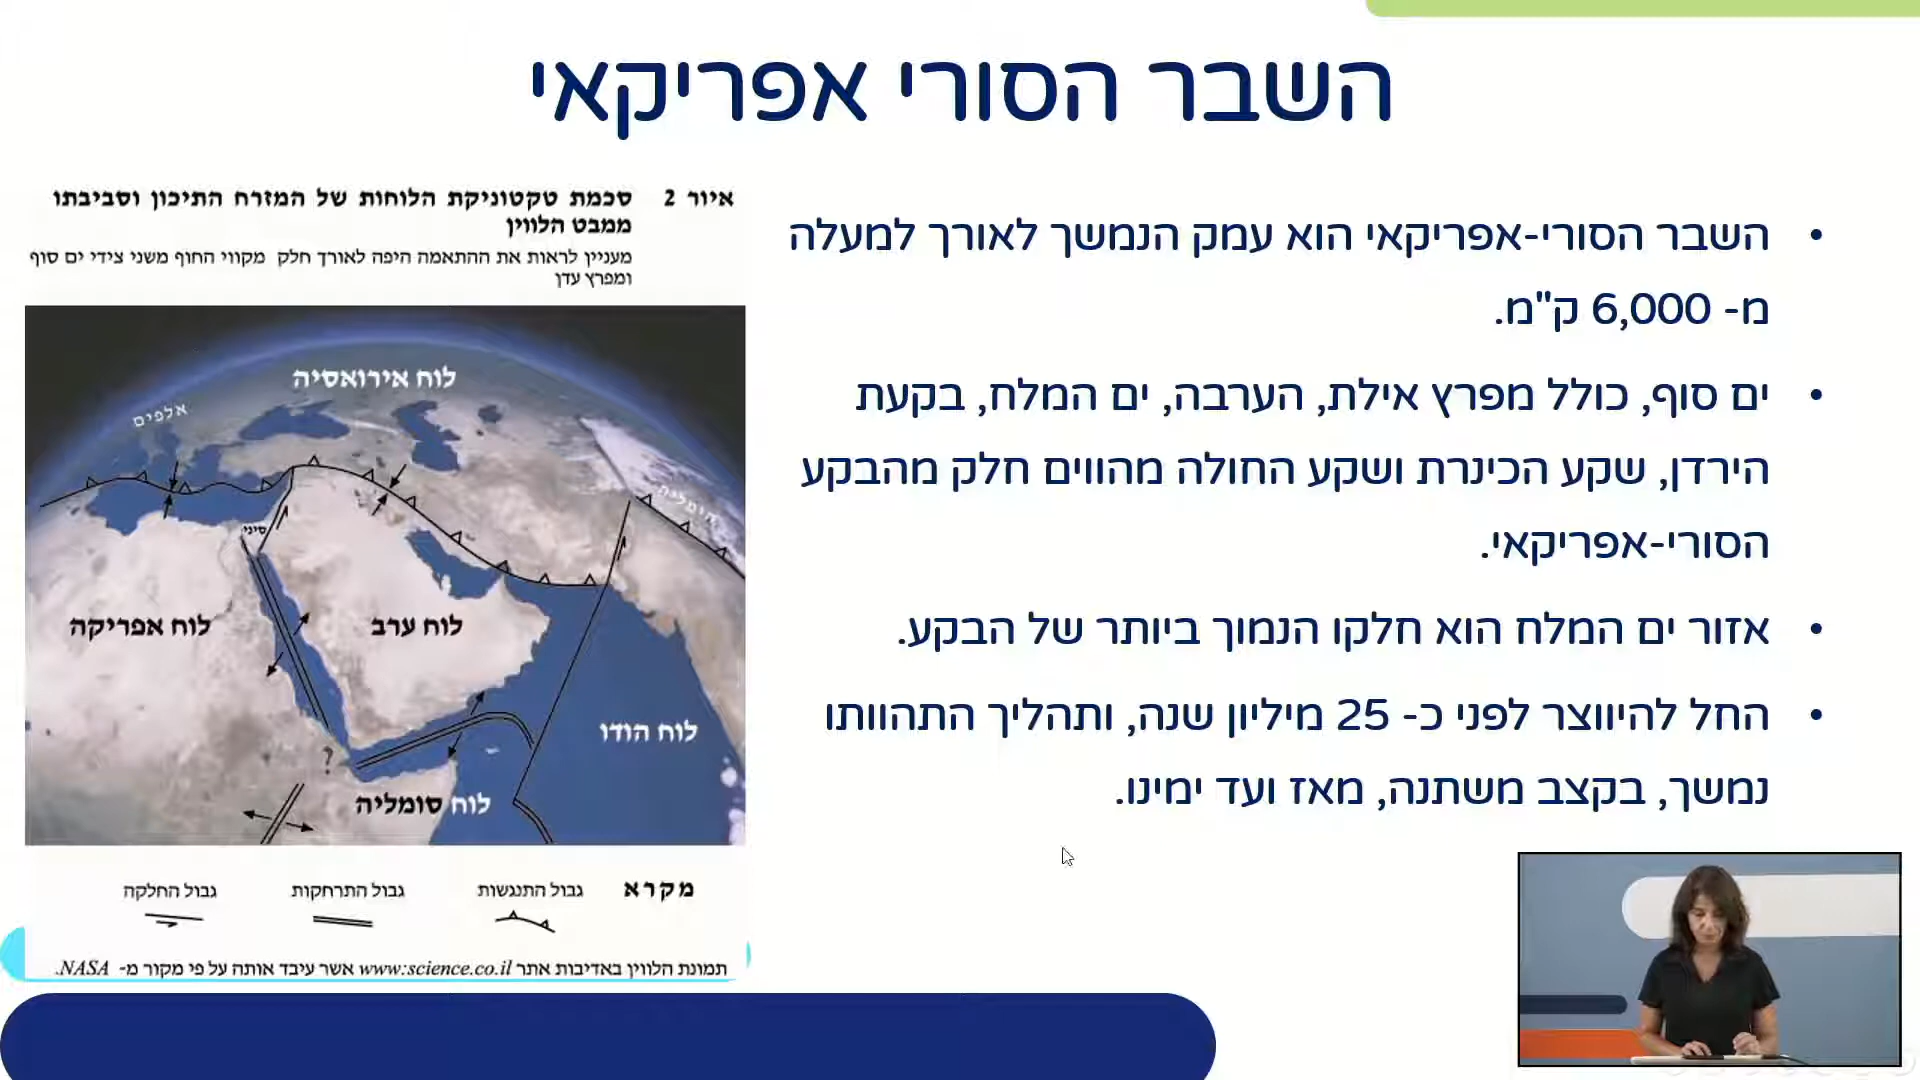 השבר הסורי אפריקאי
• השבר הסורי-אפריקאי הוא עמק הנמשך לאורך למעלה
מ- 6,000 ק"מ.
• ים סוף, כולל מפרץ אילת, הערבה, ים המלח, בקעת
הירדן, שקע הכינרת ושקע החולה מהווים חלק מהבקע
הסורי-אפריקאי.
• אזור ים המלח הוא חלקו הנמוך ביותר של הבקע.
• החל להיווצר לפני כ- 25 מיליון שנה, ותהליך התהוותו
נמשך, בקצב משתנה, מאז ועד ימינו.
איור 2 סכמת טקטוניקת הלוחות של המזרח התיכון וסביבתו
ממבט הלווין
מעניין לראות את ההתאמה היפה לאורך חלק מקווי החוף משני צידי ים סוף
ומפרץ עדן
לוח אירואסיה
אלפים
הימליה
סיני
לוח אפריקה
לוח ערב
לוח הודו
?
לוח סומליה
מקרא גבול התנגשות גבול התרחקות גבול החלקה
תמונת הלווין באדיבות אתר www:science.co.il אשר עיבד אותה על פי מקור מ- NASA.